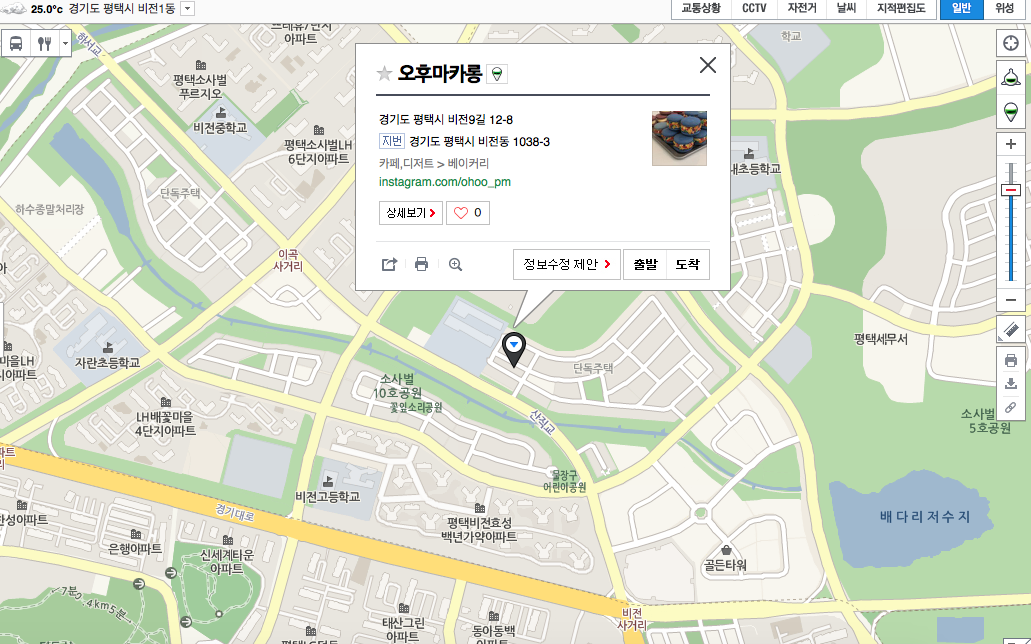 25.0°c 경기도 평택시 비전1동
교통상황 CCTV 자전거 날씨 지적편집도 일반 위성
아파트
학교
하서교
평택소사벌
푸르지오
비전중학교
평택소사벌LH
6단지아파트
단독주택
하수종말처리장
이곡
사거리
오후마카롱
경기도 평택시 비전9길 12-8
지번 경기도 평택시 비전동 1038-3
카페,디저트 > 베이커리
instagram.com/ohoo_pm
상세보기
0
정보수정 제안
출발 도착
내초등학교
평택세무서
마을LH
지아파트
자란초등학교
단독주택
소사벌
10호공원
꽃잎소리공원
산직교
LH배꽃마을
4단지아파트
소사벌
5호공원
비전고등학교
물장구
어린이공원
배다리저수지
경기대로
한성아파트
은행아파트
신세계타운
아파트
평택비전효성
백년가약아파트
골든타워
비전
사거리
태산그린
아파트
동아동백